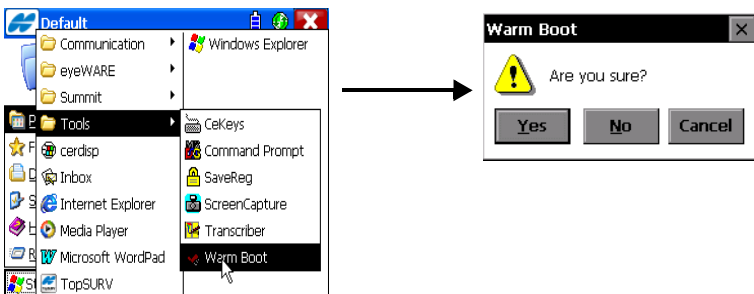 Default
Communication
Windows Explorer
eyeWARE
Summit
Tools
CeKeys
cerdisp
Command Prompt
Inbox
SaveReg
Internet Explorer
ScreenCapture
Media Player
Transcriber
Microsoft WordPad
Warm Boot
St
TopSURV
Warm Boot
Are you sure?
Yes
No
Cancel